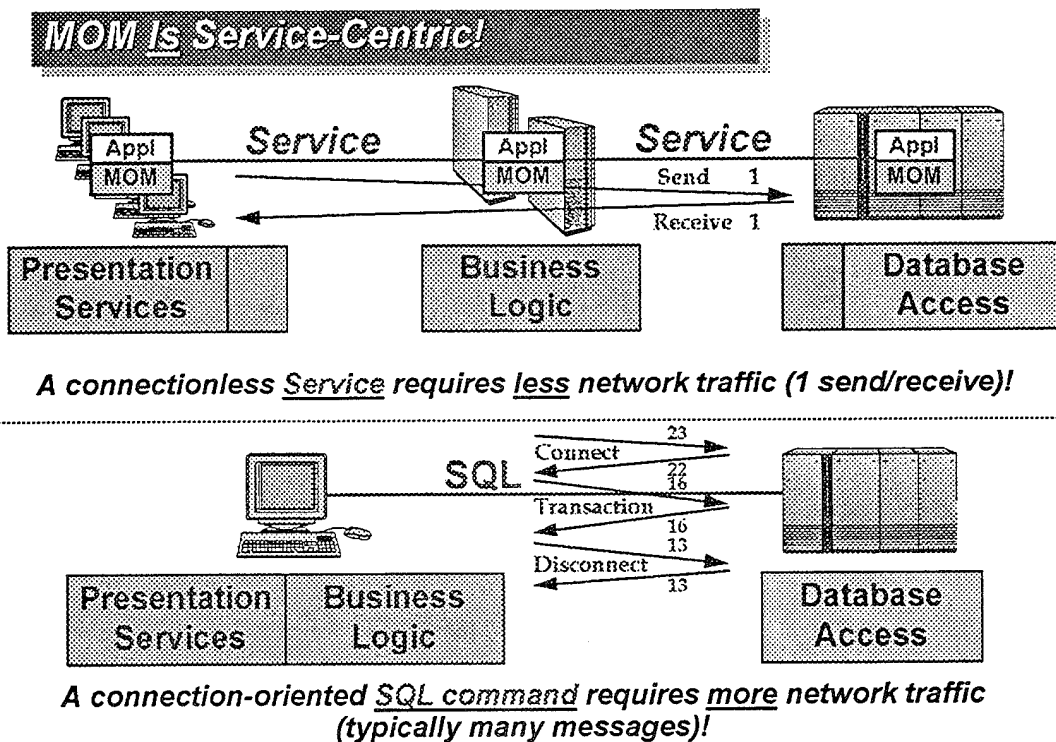 MOM Is Service-Centric!
Service
Service
Appl
MOM
Appl
MOM
Appl
MOM
Send 1
Receive 1
Presentation
Services
Business
Logic
Database
Access
A connectionless Service requires less network traffic (1 send/receive)!
SQL
23
Connect
22
16
Transaction
16
13
Disconnect
13
Presentation
Services
Business
Logic
Database
Access
A connection-oriented SQL command requires more network traffic
(typically many messages)!